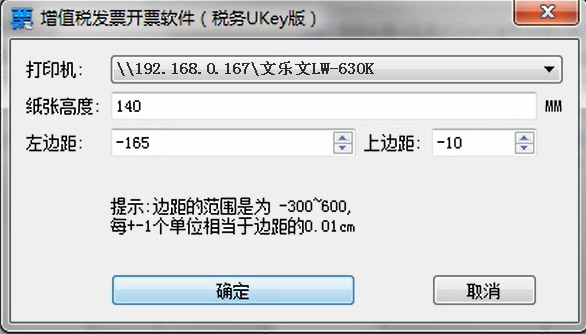 票 增值税发票开票软件（税务UKey版）
打印机: \\192.168.0.167\文乐文LW-630K
纸张高度: 140 MM
左边距: -165 上边距: -10
提示:边距的范围是为 -300~600,
每+-1个单位相当于边距的0.01cm
确定 取消